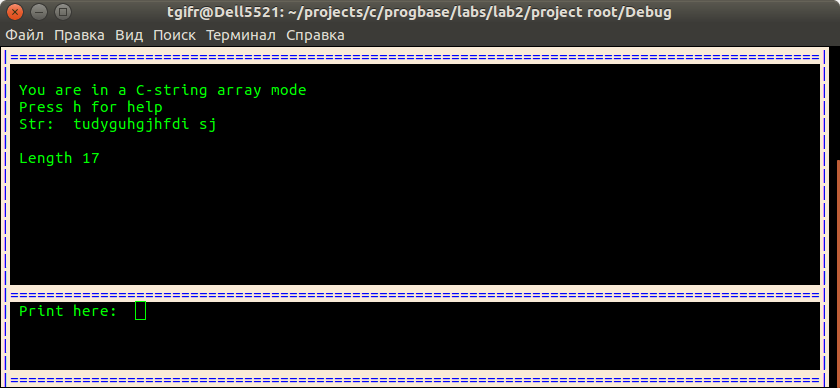 tgifr@Dell5521: ~/projects/c/progbase/labs/lab2/project root/Debug
Файл Правка Вид Поиск Терминал Справка
You are in a C-string array mode
Press h for help
Str:  tudyguhgjhfdi sj
Length 17
Print here: